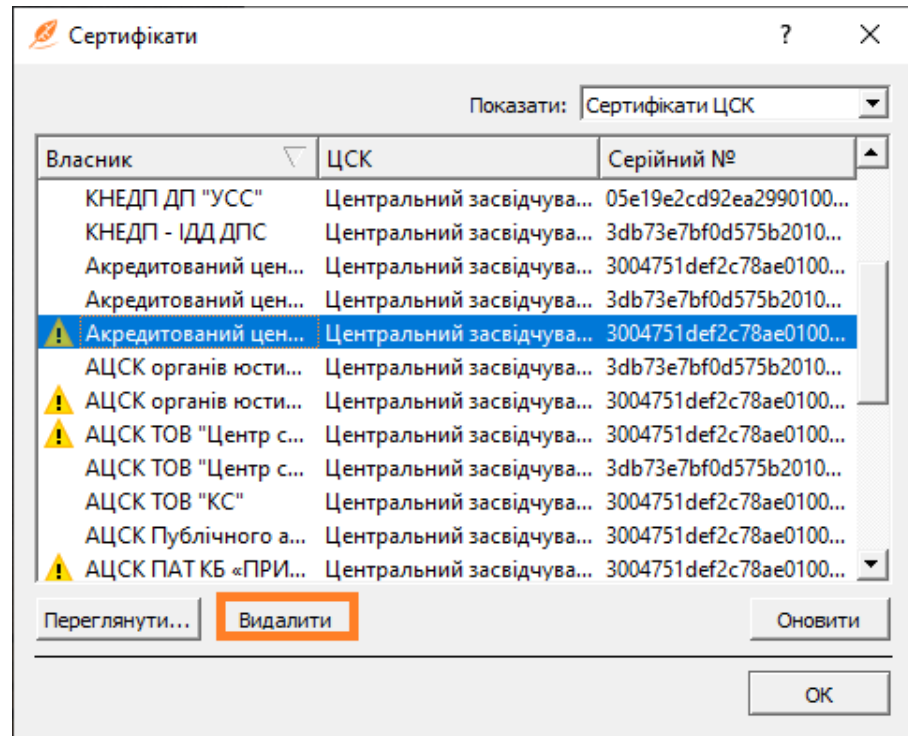 Сертифікати ?
Показати: Сертифікати ЦСК
Власник ЦСК Серійний №
КНЕДП ДП "УСС" Центральний засвідчува... 05e19e2cd92ea2990100...
КНЕДП - ІДД ДПС Центральний засвідчува... 3db73e7bf0d575b2010...
Акредитований цен... Центральний засвідчува... 3004751def2c78ae0100...
Акредитований цен... Центральний засвідчува... 3db73e7bf0d575b2010...
Акредитований цен... Центральний засвідчува... 3004751def2c78ae0100...
АЦСК органів юсти... Центральний засвідчува... 3db73e7bf0d575b2010...
АЦСК органів юсти... Центральний засвідчува... 3004751def2c78ae0100...
АЦСК ТОВ "Центр с... Центральний засвідчува... 3004751def2c78ae0100...
АЦСК ТОВ "Центр с... Центральний засвідчува... 3db73e7bf0d575b2010...
АЦСК ТОВ "КС" Центральний засвідчува... 3004751def2c78ae0100...
АЦСК Публічного а... Центральний засвідчува... 3004751def2c78ae0100...
АЦСК ПАТ КБ «ПРИ... Центральний засвідчува... 3004751def2c78ae0100...
Переглянути... Видалити Оновити
ОК